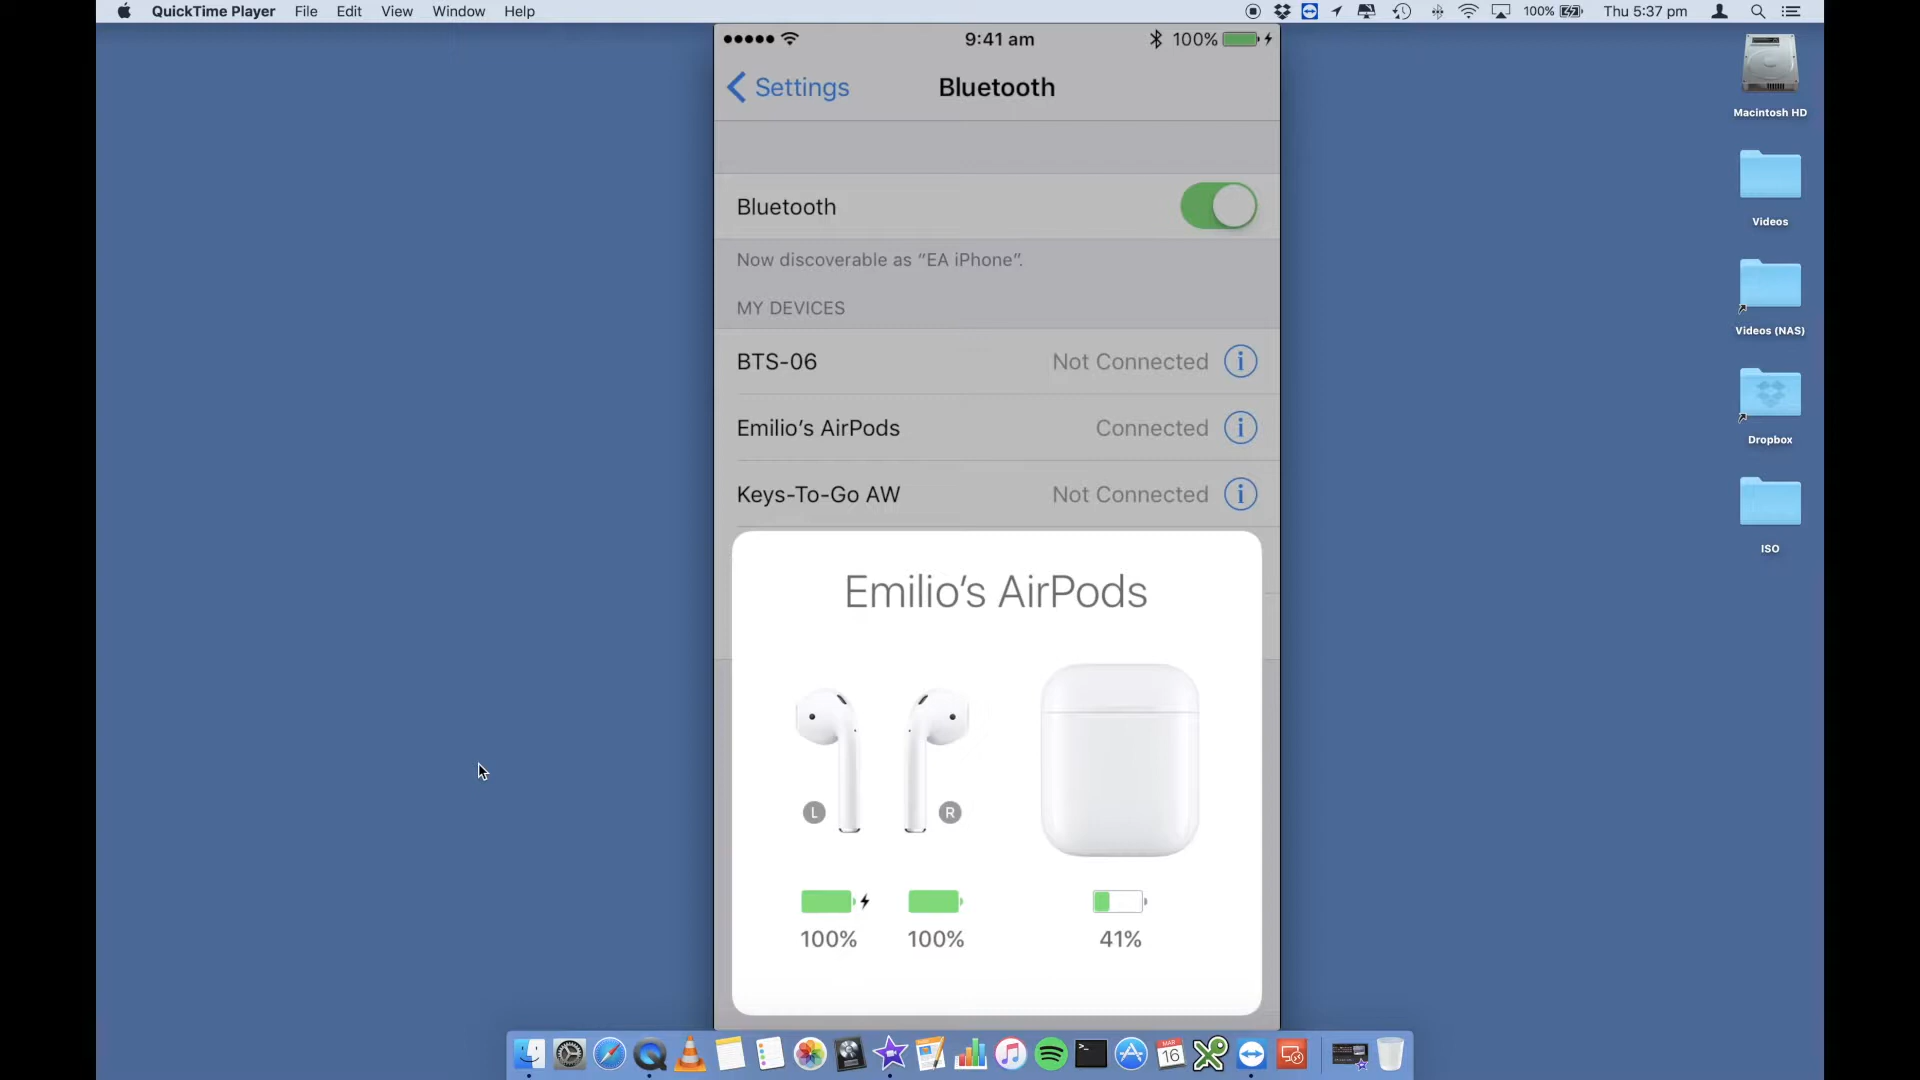 QuickTime Player File Edit View Window Help 100% Thu 5:37 pm
9:41 am 100%
Settings Bluetooth
Bluetooth
Now discoverable as “EA iPhone”.
MY DEVICES
BTS-06 Not Connected
Emilio’s AirPods Connected
Keys-To-Go AW Not Connected
Emilio’s AirPods
L R
100% 100% 41%
Macintosh HD
Videos
Videos (NAS)
Dropbox
ISO
MAR
16